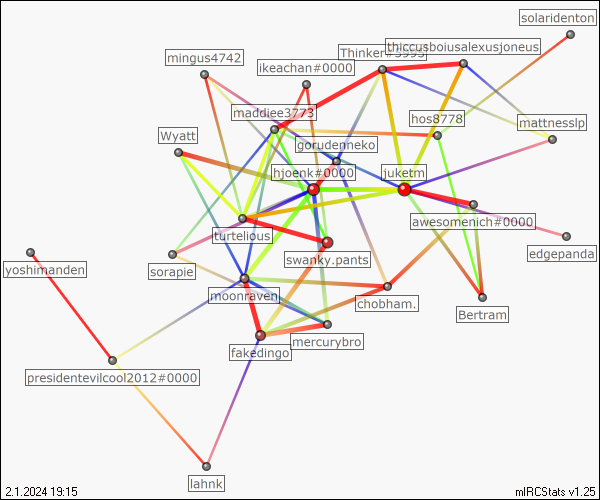 solaridenton
mingus4742
Thinker#5995
thiccusboiusalexusjoneus
ikeachan#0000
maddiee3773
hos8778
mattnesslp
Wyatt
gorudenneko
hjoenk#0000
juketm
turtelious
awesomenich#0000
edgepanda
swanky.pants
yoshimanden
sorapie
moonraven
chobham.
Bertram
fakedingo
mercurybro
presidentevilcool2012#0000
lahnk
2.1.2024 19:15
mIRCStats v1.25